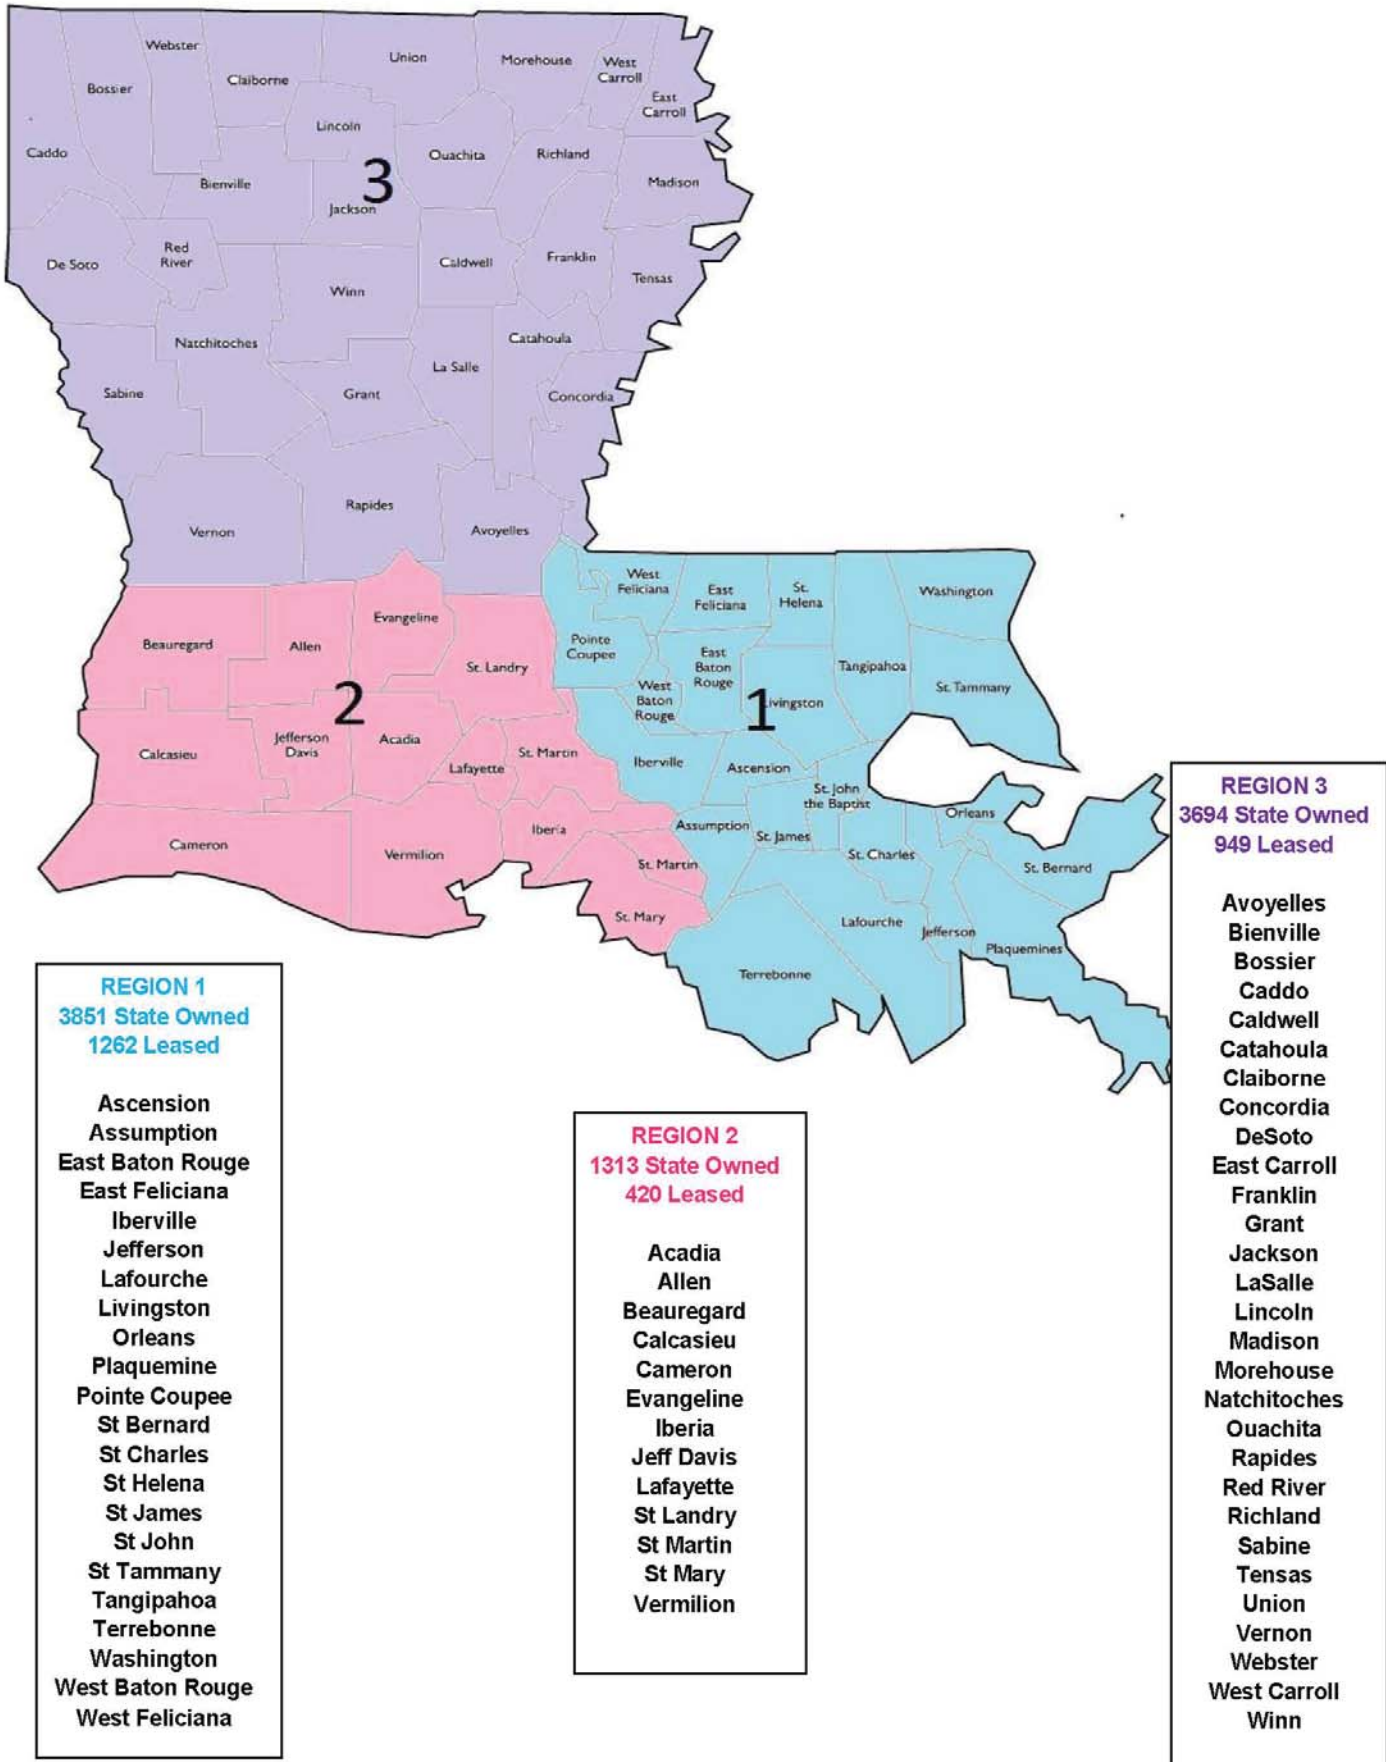 Webster
Union
Morehouse
West
Carroll
Claiborne
Bossier
East
Carroll
Lincoln
Caddo
Ouachita
Richland
3
Bienville
Madison
Jackson
Red
River
De Soto
Caldwell
Franklin
Tensas
Winn
Natchitoches
Catahoula
La Salle
Sabine
Grant
Concordia
Rapides
Vernon
Avoyelles
West
Feliciana
East
Feliciana
St.
Helena
Washington
Evangeline
Beauregard
Allen
Pointe
Coupee
East
Baton
Rouge
St. Landry
Tangipahoa
St. Tammany
West
Baton
Rouge
2
1
Livingston
Jefferson
Davis
Acadia
Calcasieu
St. Martin
Lafayette
Iberville
Ascension
St. John
the Baptist
Orleans
Iberia
Assumption
St. James
Cameron
Vermilion
St. Charles
St. Martin
St. Bernard
St. Mary
Lafourche
Jefferson
Plaquemines
Terrebonne
REGION 1
3851 State Owned
1262 Leased
Ascension
Assumption
East Baton Rouge
East Feliciana
Iberville
Jefferson
Lafourche
Livingston
Orleans
Plaquemine
Pointe Coupee
St Bernard
St Charles
St Helena
St James
St John
St Tammany
Tangipahoa
Terrebonne
Washington
West Baton Rouge
West Feliciana
REGION 2
1313 State Owned
420 Leased
Acadia
Allen
Beauregard
Calcasieu
Cameron
Evangeline
Iberia
Jeff Davis
Lafayette
St Landry
St Martin
St Mary
Vermilion
REGION 3
3694 State Owned
949 Leased
Avoyelles
Bienville
Bossier
Caddo
Caldwell
Catahoula
Claiborne
Concordia
DeSoto
East Carroll
Franklin
Grant
Jackson
LaSalle
Lincoln
Madison
Morehouse
Natchitoches
Ouachita
Rapides
Red River
Richland
Sabine
Tensas
Union
Vernon
Webster
West Carroll
Winn